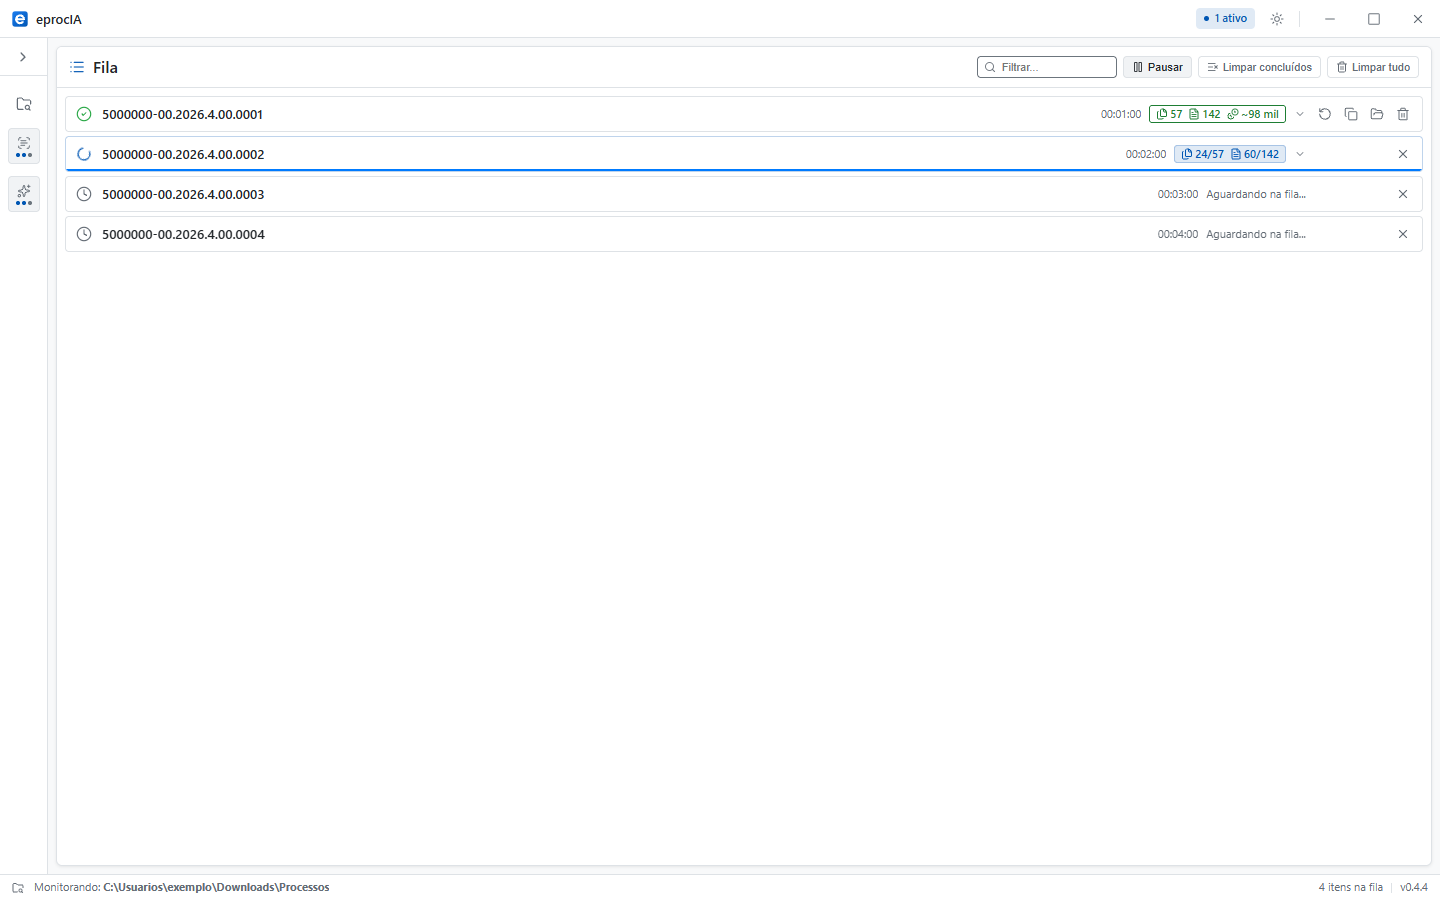 eprocIA
1 ativo
Fila
Filtrar...
Pausar
Limpar concluídos
Limpar tudo
5000000-00.2026.4.00.0001
00:01:00
57
142
~98 mil
5000000-00.2026.4.00.0002
00:02:00
24/57
60/142
5000000-00.2026.4.00.0003
00:03:00
Aguardando na fila...
5000000-00.2026.4.00.0004
00:04:00
Aguardando na fila...
Monitorando: C:\Usuarios\exemplo\Downloads\Processos
4 itens na fila
v0.4.4